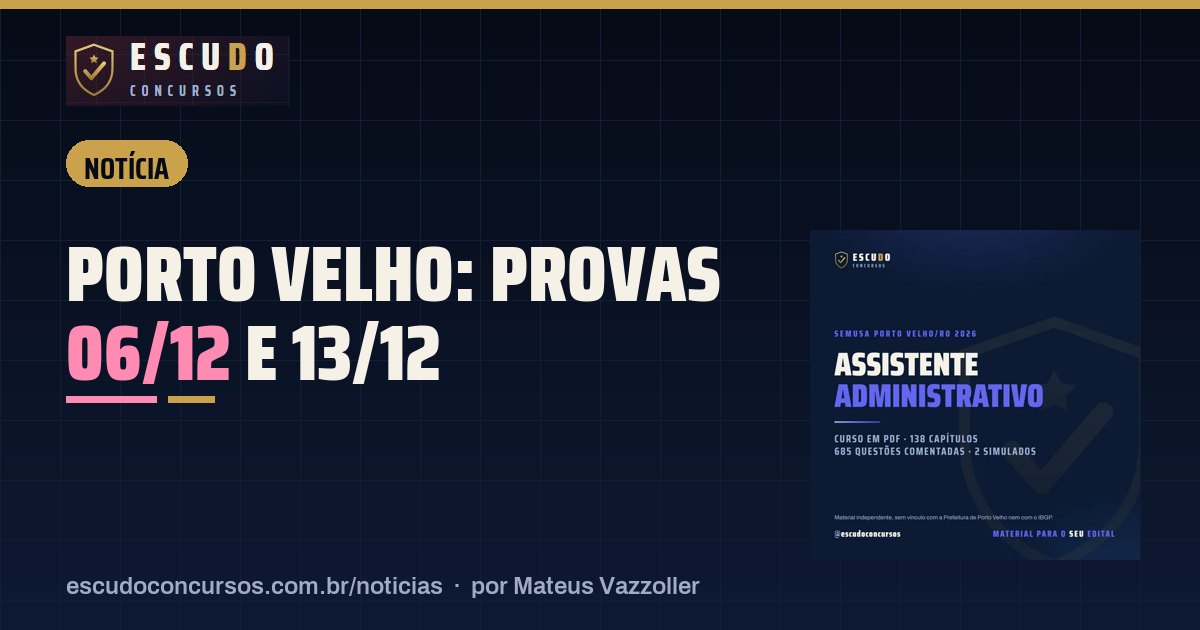 ESCUDO
CONCURSOS
NOTÍCIA
PORTO VELHO: PROVAS
06/12 E 13/12
ESCUDO
CONCURSOS
SEMUSA PORTO VELHO/RO 2026
ASSISTENTE
ADMINISTRATIVO
CURSO EM PDF · 138 CAPÍTULOS
685 QUESTÕES COMENTADAS · 2 SIMULADOS
Material independente, sem vínculo com a Prefeitura de Porto Velho nem com o IBGP
@escudoconcursos
MATERIAL PARA O SEU EDITAL
escudoconcursos.com.br/noticias · por Mateus Vazzoller